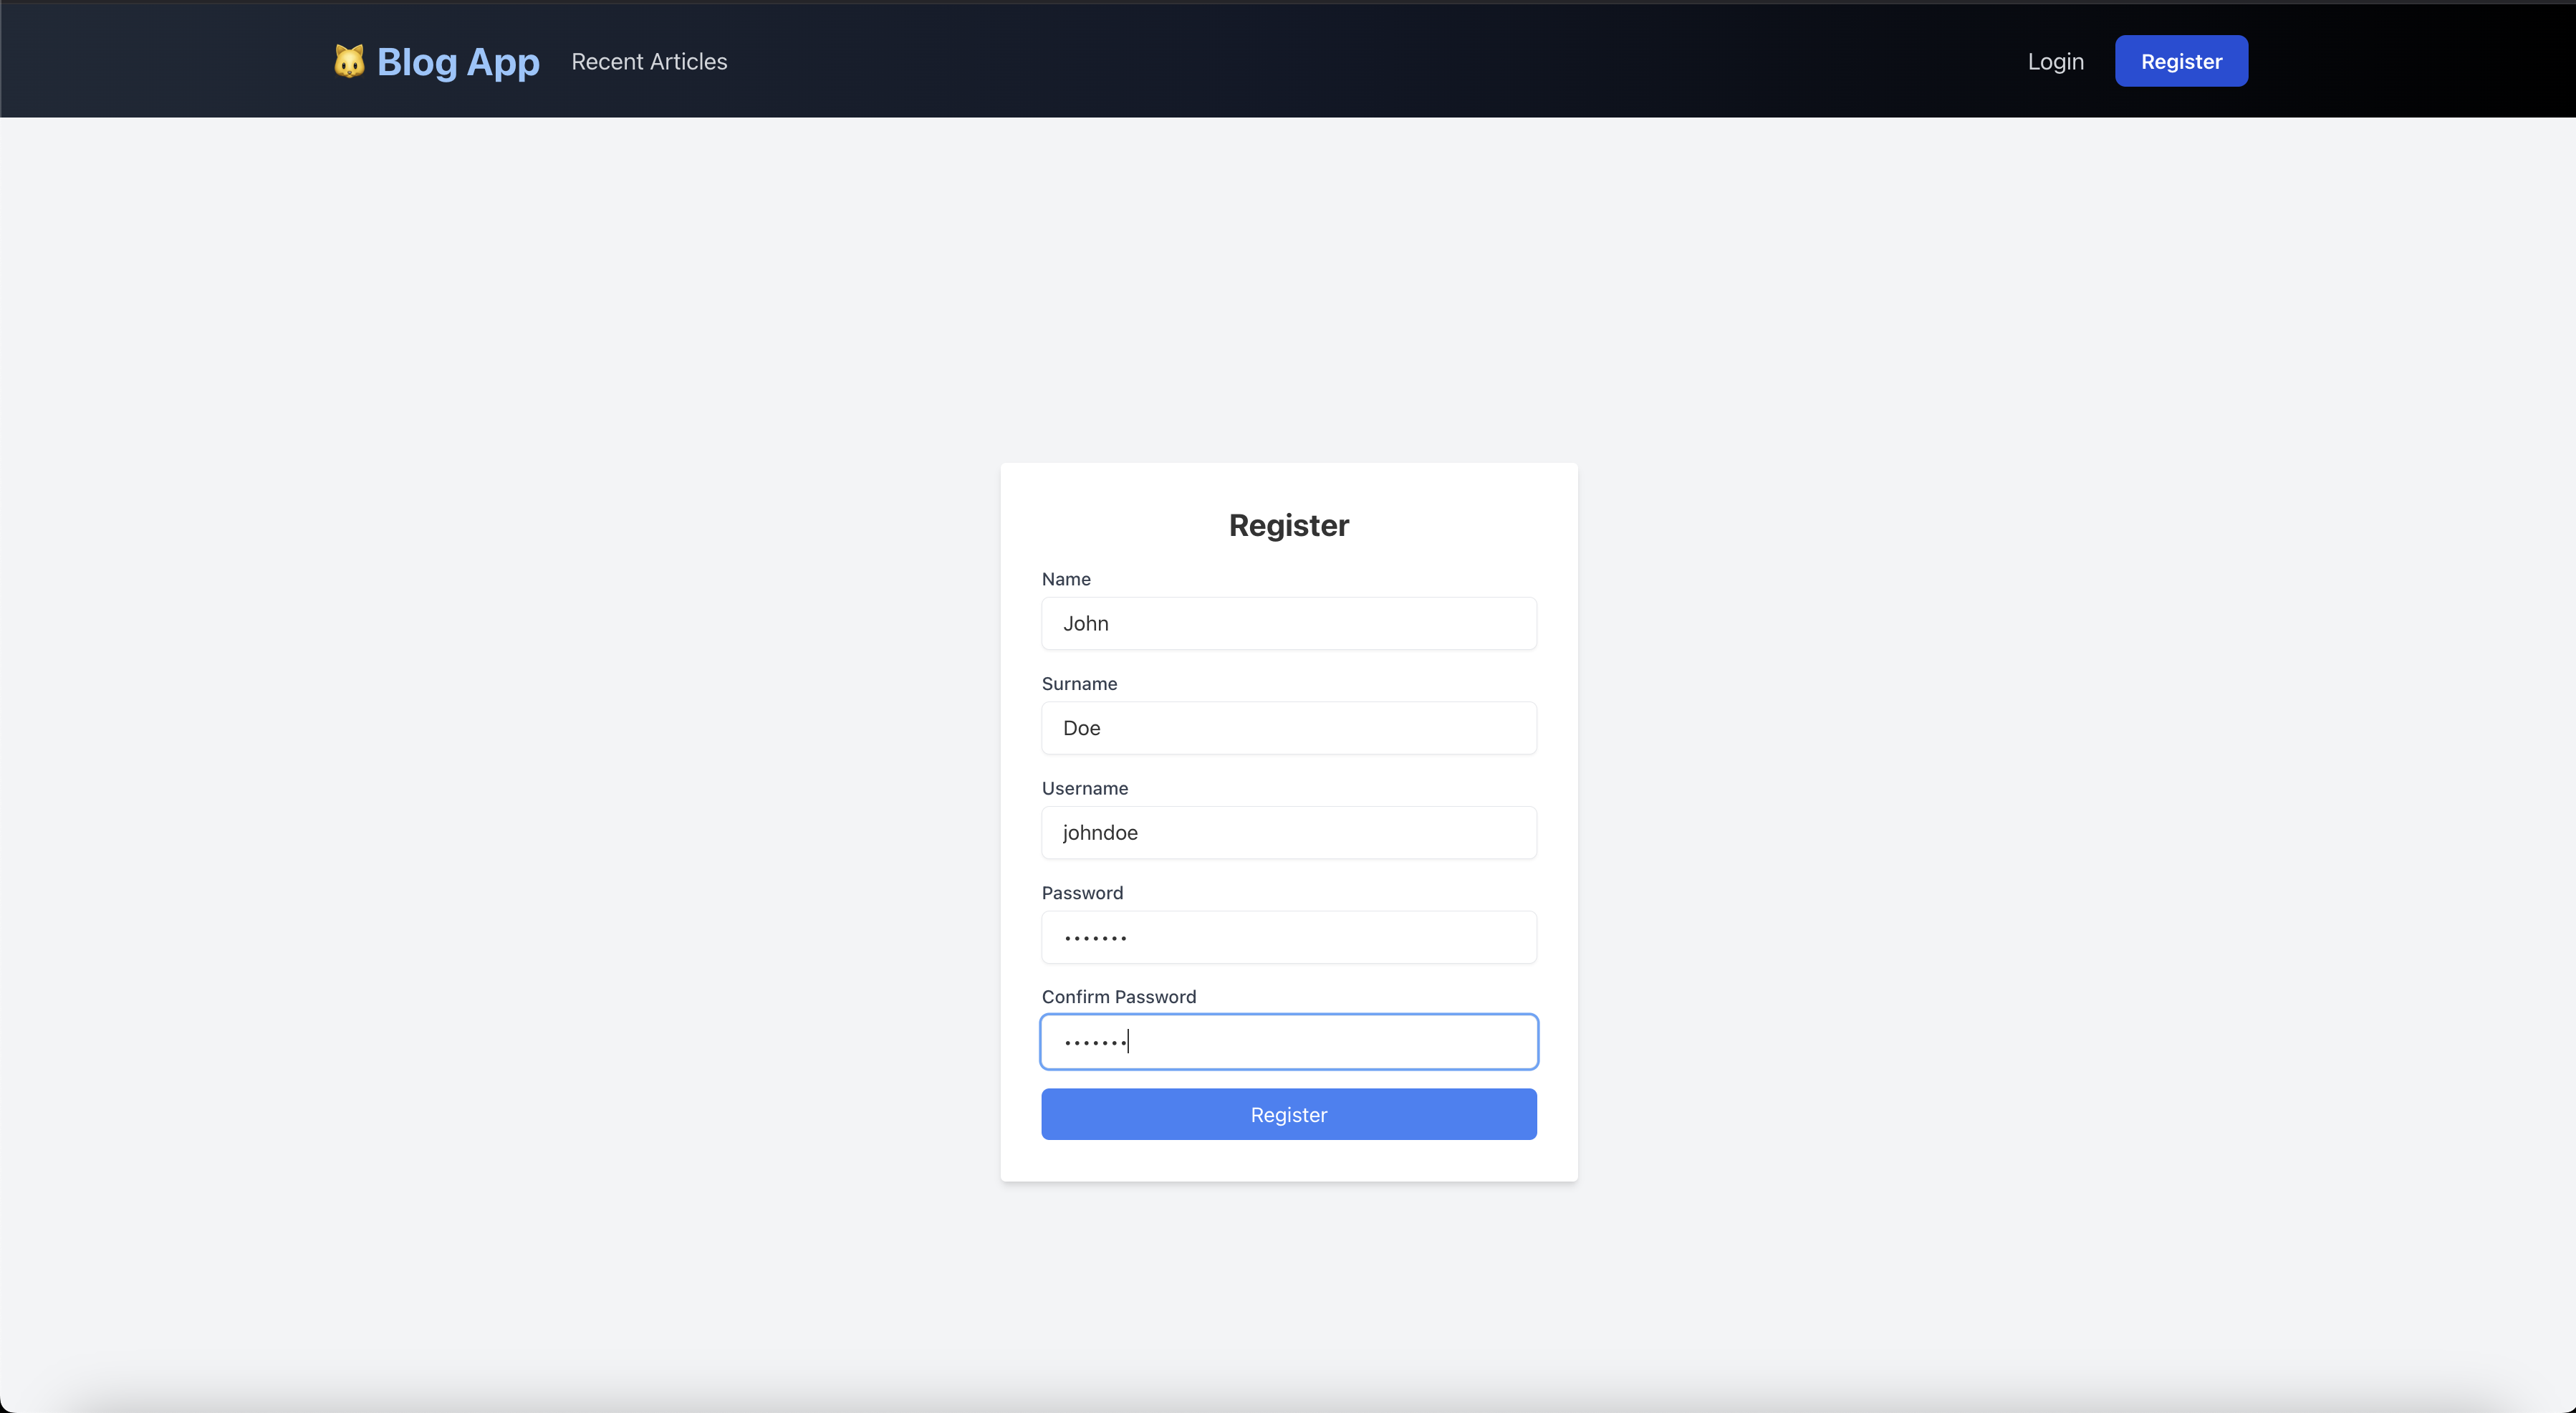 🐱 Blog App Recent Articles Login Register
Register
Name
John
Surname
Doe
Username
johndoe
Password
•••••••
Confirm Password
•••••••
Register